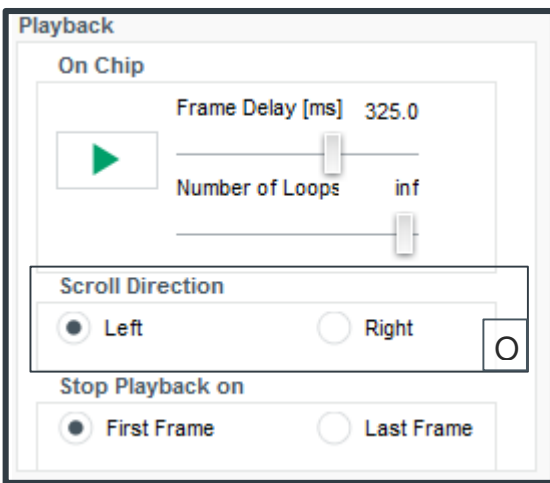 Playback
On Chip
Frame Delay [ms] 325.0
Number of Loops inf
Scroll Direction
Left Right
O
Stop Playback on
First Frame Last Frame